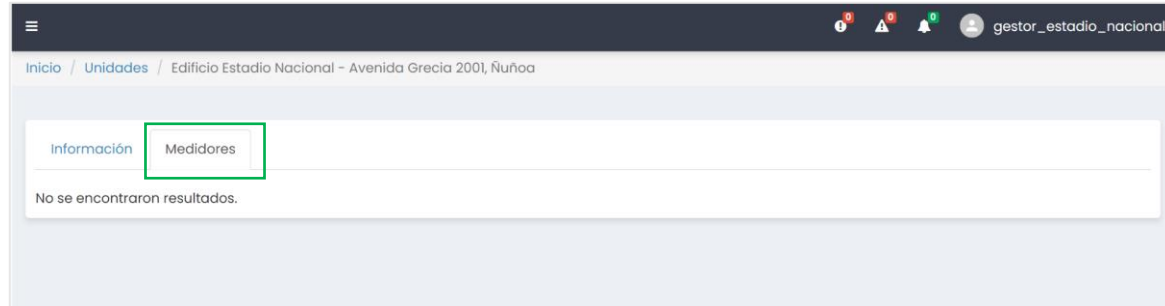 0 0 0 gestor_estadio_nacional
Inicio / Unidades / Edificio Estadio Nacional - Avenida Grecia 2001, Ñuñoa
Información Medidores
No se encontraron resultados.